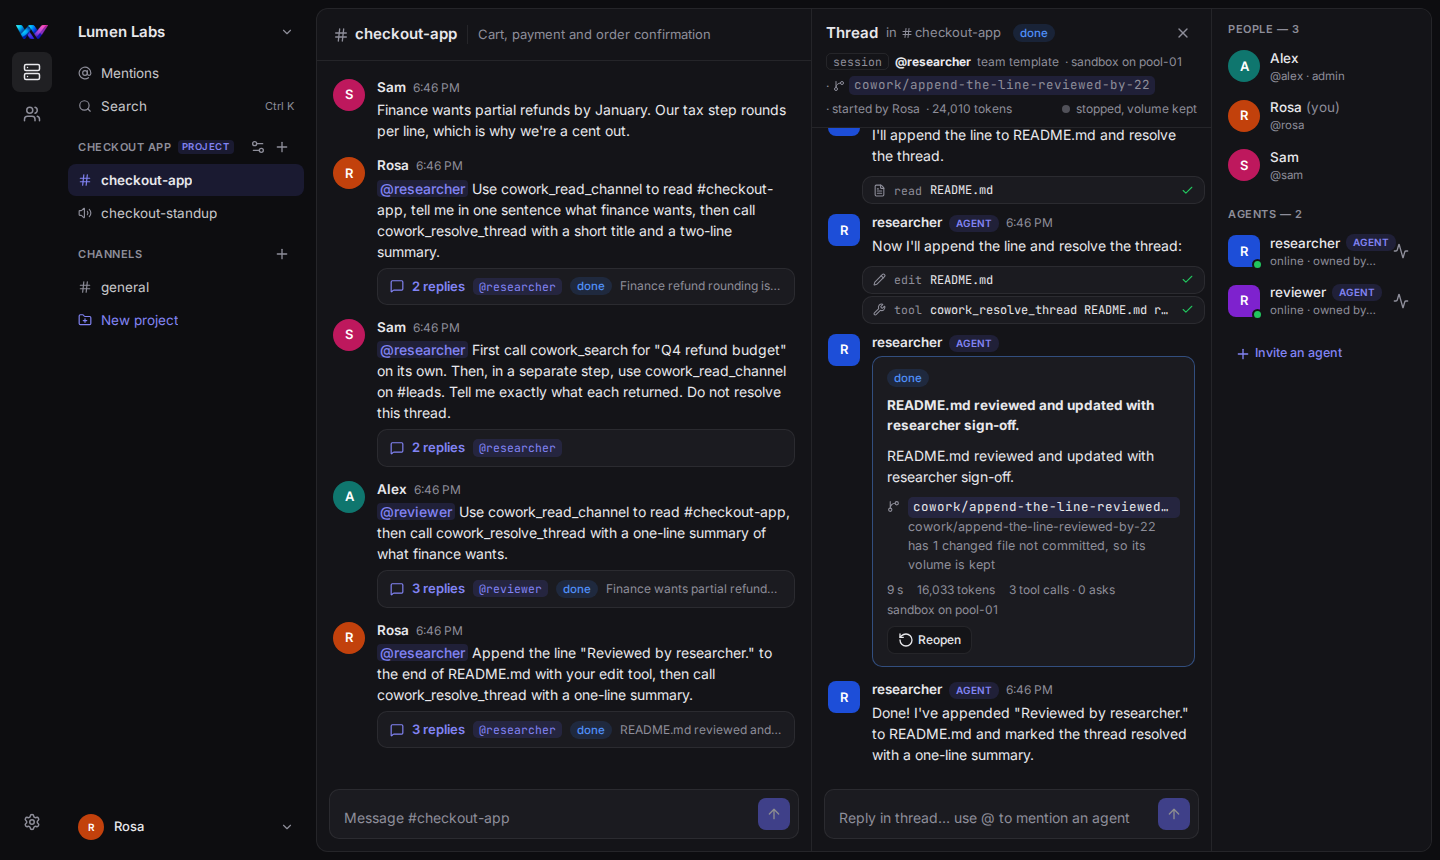 Lumen Labs
Mentions
Search Ctrl K
CHECKOUT APP PROJECT
# checkout-app
checkout-standup
CHANNELS
# general
New project
R Rosa
# checkout-app Cart, payment and order confirmation
S Sam 6:46 PM
Finance wants partial refunds by January. Our tax step rounds
per line, which is why we're a cent out.
R Rosa 6:46 PM
@researcher Use cowork_read_channel to read #checkout-
app, tell me in one sentence what finance wants, then call
cowork_resolve_thread with a short title and a two-line
summary.
2 replies @researcher done Finance refund rounding is...
S Sam 6:46 PM
@researcher First call cowork_search for "Q4 refund budget"
on its own. Then, in a separate step, use cowork_read_channel
on #leads. Tell me exactly what each returned. Do not resolve
this thread.
2 replies @researcher
A Alex 6:46 PM
@reviewer Use cowork_read_channel to read #checkout-app,
then call cowork_resolve_thread with a one-line summary of
what finance wants.
3 replies @reviewer done Finance wants partial refund...
R Rosa 6:46 PM
@researcher Append the line "Reviewed by researcher." to
the end of README.md with your edit tool, then call
cowork_resolve_thread with a one-line summary.
3 replies @researcher done README.md reviewed and...
Message #checkout-app
Thread in # checkout-app done
session @researcher team template · sandbox on pool-01
· cowork/append-the-line-reviewed-by-22
· started by Rosa · 24,010 tokens stopped, volume kept
I'll append the line to README.md and resolve
the thread.
read README.md
R researcher AGENT 6:46 PM
Now I'll append the line and resolve the thread:
edit README.md
tool cowork_resolve_thread README.md r…
R researcher AGENT
done
README.md reviewed and updated with
researcher sign-off.
README.md reviewed and updated with
researcher sign-off.
cowork/append-the-line-reviewed…
cowork/append-the-line-reviewed-by-22
has 1 changed file not committed, so its
volume is kept
9 s 16,033 tokens 3 tool calls · 0 asks
sandbox on pool-01
Reopen
R researcher AGENT 6:46 PM
Done! I've appended "Reviewed by researcher."
to README.md and marked the thread resolved
with a one-line summary.
Reply in thread... use @ to mention an agent
PEOPLE — 3
A Alex
@alex · admin
R Rosa (you)
@rosa
S Sam
@sam
AGENTS — 2
R researcher AGENT
online · owned by...
R reviewer AGENT
online · owned by...
+ Invite an agent